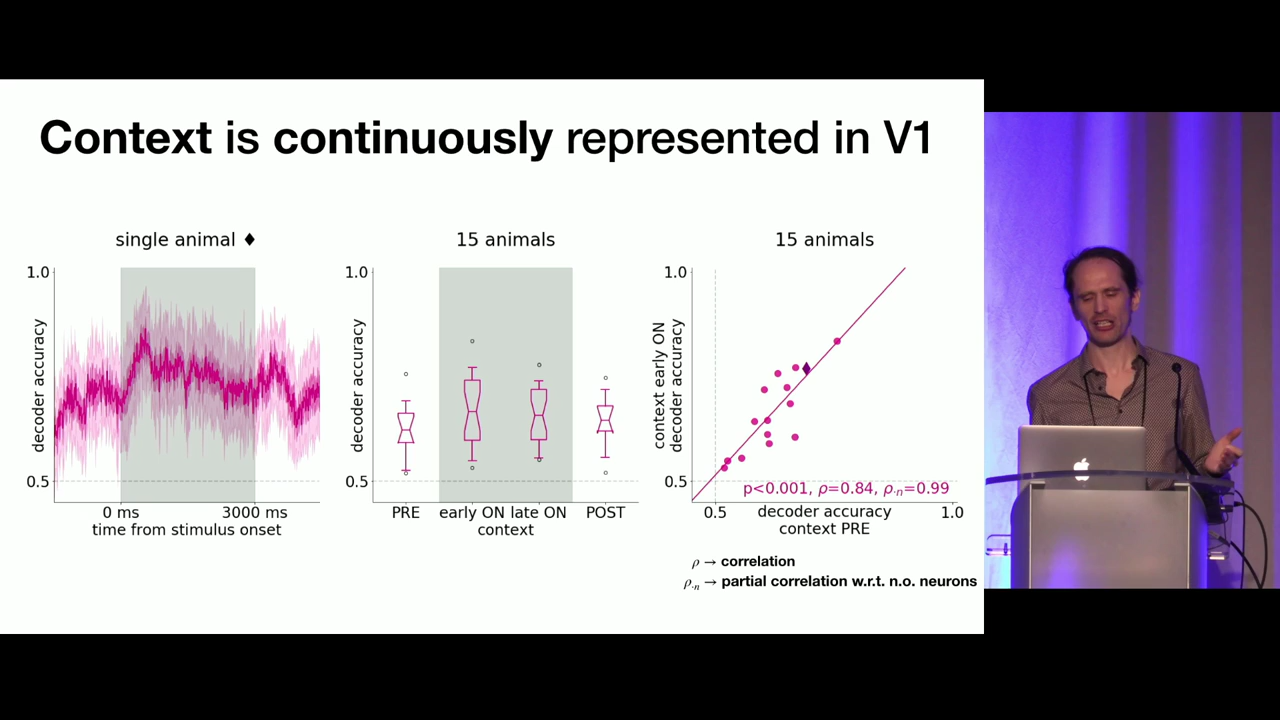 Context is continuously represented in V1
single animal ♦
1.0
decoder accuracy
0.5
0 ms
3000 ms
time from stimulus onset
15 animals
1.0
decoder accuracy
0.5
PRE
early ON
late ON
POST
context
15 animals
1.0
context early ON
decoder accuracy
0.5
p<0.001, ρ=0.84, ρ·n=0.99
0.5
decoder accuracy
1.0
context PRE
ρ → correlation
ρ·n → partial correlation w.r.t. n.o. neurons